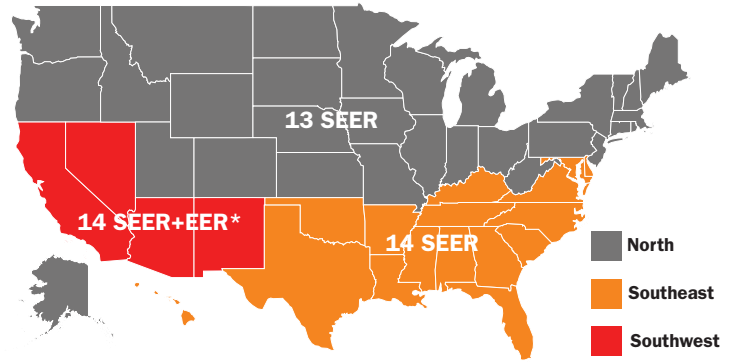 13 SEER
14 SEER+EER*
14 SEER
North
Southeast
Southwest